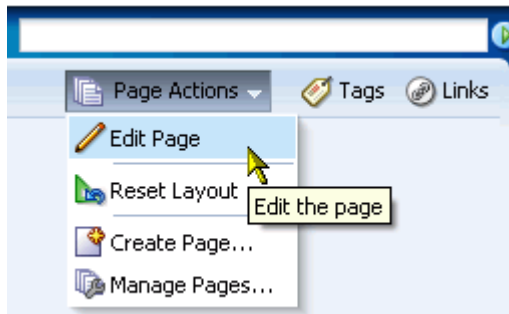 Page Actions Tags Links
Edit Page
Reset Layout
Edit the page
Create Page...
Manage Pages...